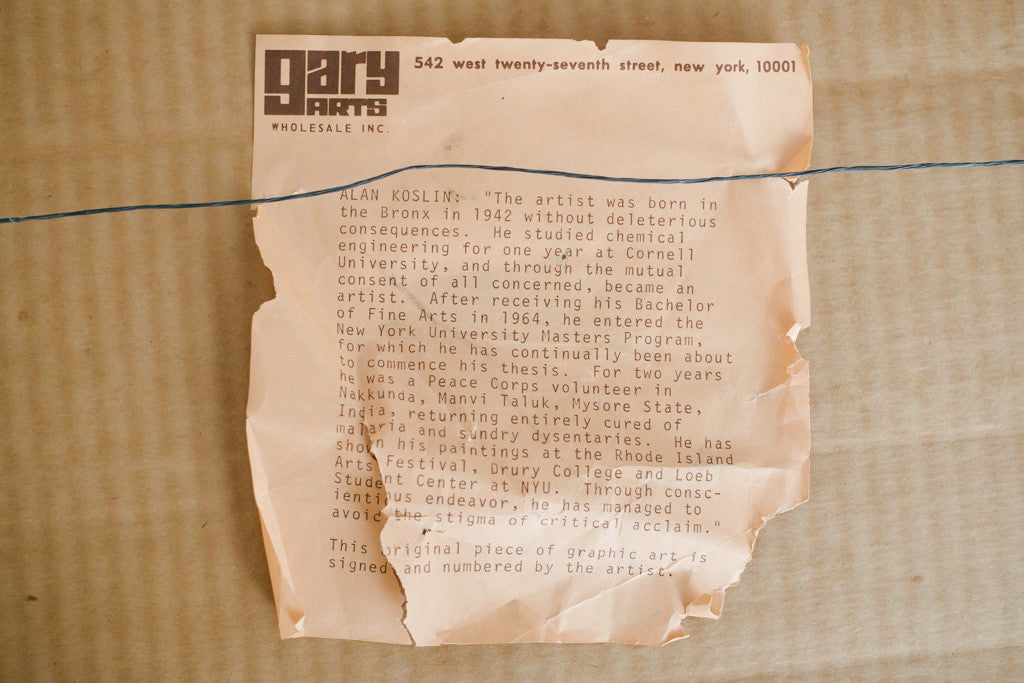 gary
ARTS
WHOLESALE INC.
542 west twenty-seventh street, new york, 10001
ALAN KOSLIN: "The artist was born in
the Bronx in 1942 without deleterious
consequences. He studied chemical
engineering for one year at Cornell
University, and through the mutual
consent of all concerned, became an
artist. After receiving his Bachelor
of Fine Arts in 1964, he entered the
New York University Masters Program,
for which he has continually been about
to commence his thesis. For two years
he was a Peace Corps volunteer in
Nakkunda, Manvi Taluk, Mysore State,
India, returning entirely cured of
malaria and sundry dysentaries. He has
shown his paintings at the Rhode Island
Arts Festival, Drury College and Loeb
Student Center at NYU. Through consc-
ientious endeavor, he has managed to
avoid the stigma of critical acclaim."
This original piece of graphic art is
signed and numbered by the artist.